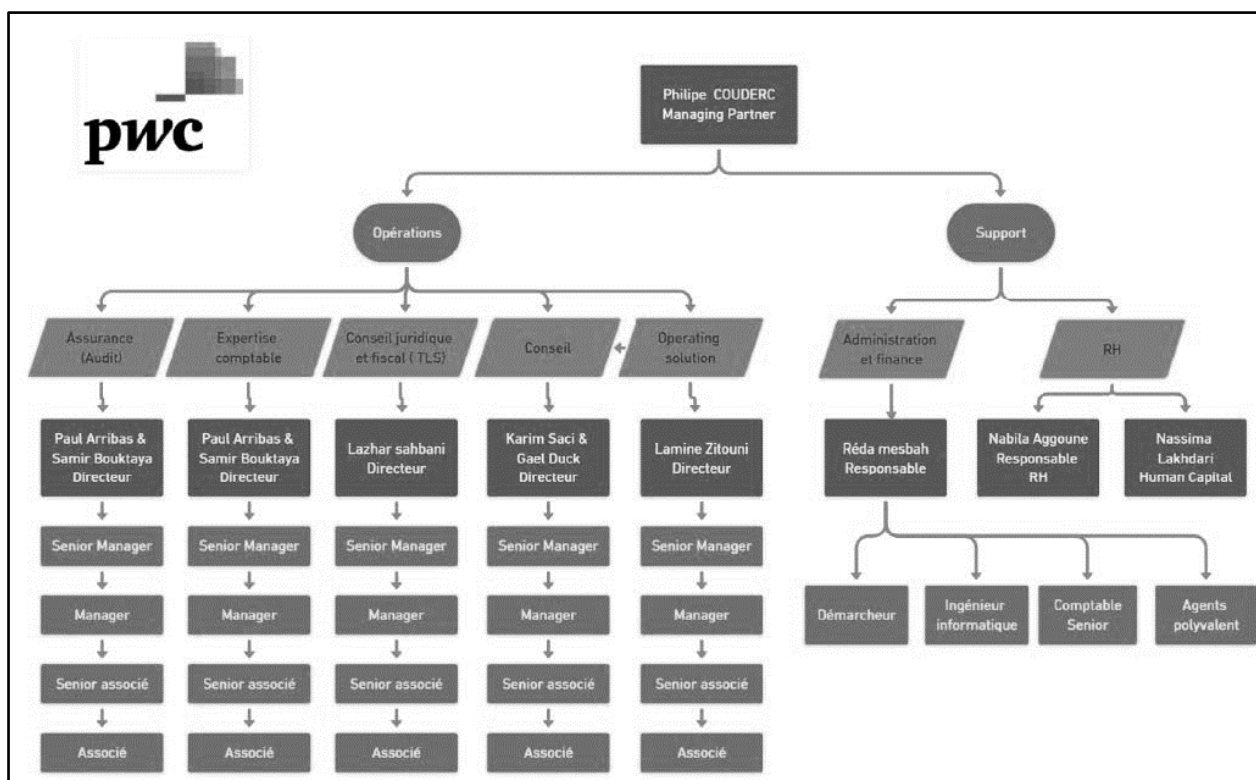 pwc
Philipe COUDERC
Managing Partner
Opérations
Support
Assurance
(Audit)
Expertise
comptable
Conseil juridique
et fiscal ( TLS)
Conseil
Operating
solution
Administration
et finance
RH
Paul Arribas &
Samir Bouktaya
Directeur
Paul Arribas &
Samir Bouktaya
Directeur
Lazhar sahbani
Directeur
Karim Saci &
Gael Duck
Directeur
Lamine Zitouni
Directeur
Réda mesbah
Responsable
Nabila Aggoune
Responsable
RH
Nassima
Lakhdari
Human Capital
Senior Manager
Senior Manager
Senior Manager
Senior Manager
Senior Manager
Démarcheur
Ingénieur
informatique
Comptable
Senior
Agents
polyvalent
Manager
Manager
Manager
Manager
Manager
Senior associé
Senior associé
Senior associé
Senior associé
Senior associé
Associé
Associé
Associé
Associé
Associé